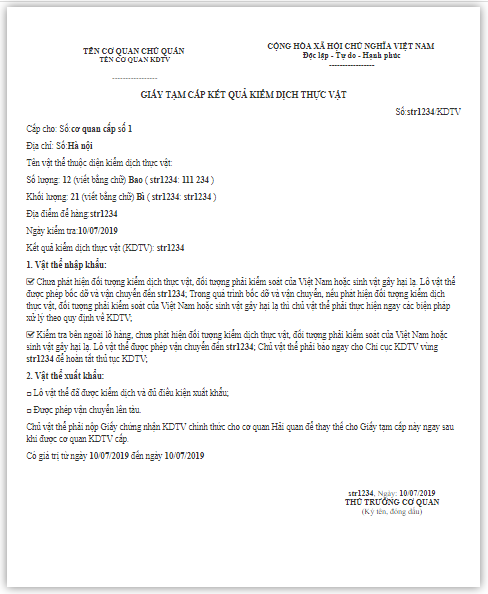 TÊN CƠ QUAN CHỦ QUẢN
TÊN CƠ QUAN KDTV
-----------------
CỘNG HÒA XÃ HỘI CHỦ NGHĨA VIỆT NAM
Độc lập - Tự do - Hạnh phúc
-----------------
GIẤY TẠM CẤP KẾT QUẢ KIỂM DỊCH THỰC VẬT
Số:str1234/KDTV
Cấp cho: Số:cơ quan cấp số 1
Địa chỉ: Số:Hà nội
Tên vật thể thuộc diện kiểm dịch thực vật:
Số lượng: 12 (viết bằng chữ) Bao ( str1234: 111 234 )
Khối lượng: 21 (viết bằng chữ) Bì ( str1234: str1234 )
Địa điểm để hàng:str1234
Ngày kiểm tra:10/07/2019
Kết quả kiểm dịch thực vật (KDTV): str1234
1. Vật thể nhập khẩu:
☑ Chưa phát hiện đối tượng kiểm dịch thực vật, đối tượng phải kiểm soát của Việt Nam hoặc sinh vật gây hại lạ. Lô vật thể
được phép bốc dỡ và vận chuyển đến str1234; Trong quá trình bốc dỡ và vận chuyển, nếu phát hiện đối tượng kiểm dịch
thực vật, đối tượng phải kiểm soát của Việt Nam hoặc sinh vật gây hại lạ thì chủ vật thể phải thực hiện ngay các biện pháp
xử lý theo quy định về KDTV;
☑ Kiểm tra bên ngoài lô hàng, chưa phát hiện đối tượng kiểm dịch thực vật, đối tượng phải kiểm soát của Việt Nam hoặc
sinh vật gây hại lạ. Lô vật thể được phép vận chuyển đến str1234; Chủ vật thể phải báo ngay cho Chi cục KDTV vùng
str1234 để hoàn tất thủ tục KDTV;
2. Vật thể xuất khẩu:
□ Lô vật thể đã được kiểm dịch và đủ điều kiện xuất khẩu;
□ Được phép vận chuyển lên tàu.
Chủ vật thể phải nộp Giấy chứng nhận KDTV chính thức cho cơ quan Hải quan để thay thế cho Giấy tạm cấp này ngay sau
khi được cơ quan KDTV cấp.
Có giá trị từ ngày 10/07/2019 đến ngày 10/07/2019
str1234, Ngày: 10/07/2019
THỦ TRƯỞNG CƠ QUAN
(Ký tên, đóng dấu)